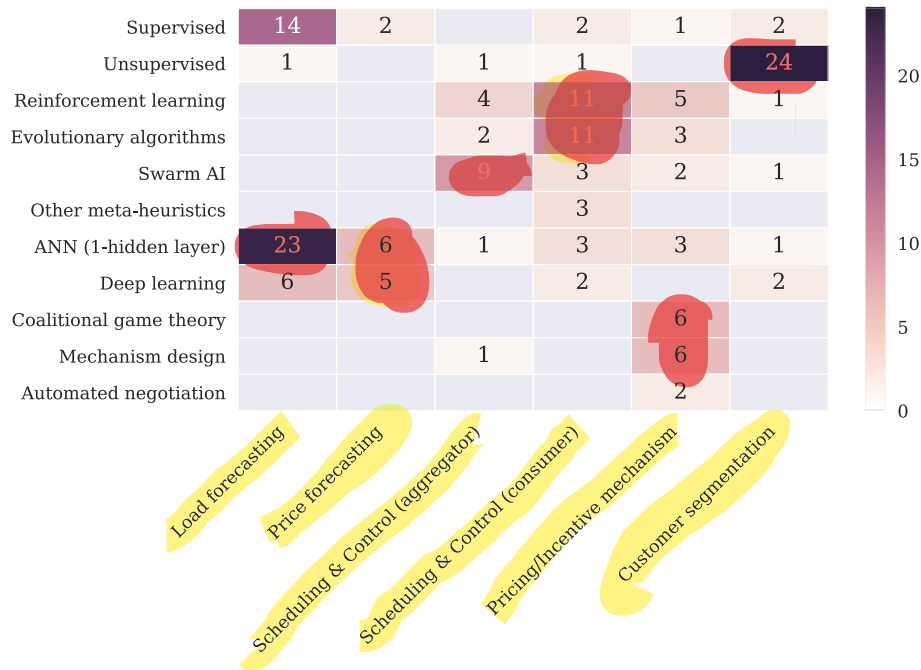 Supervised 14 2 2 1 2
Unsupervised 1 1 1 24
Reinforcement learning 4 11 5 1
Evolutionary algorithms 2 11 3
Swarm AI 9 3 2 1
Other meta-heuristics 3
ANN (1-hidden layer) 23 6 1 3 3 1
Deep learning 6 5 2 2
Coalitional game theory 6
Mechanism design 1 6
Automated negotiation 2
Load forecasting
Price forecasting
Scheduling & Control (aggregator)
Scheduling & Control (consumer)
Pricing/Incentive mechanism
Customer segmentation
20
15
10
5
0